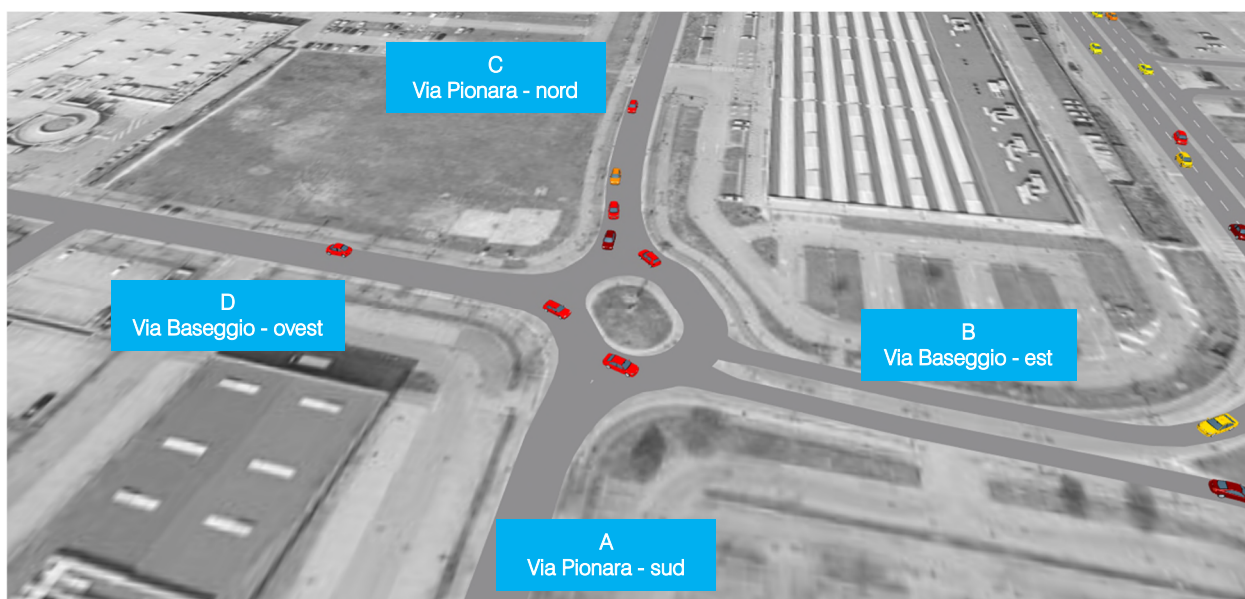 C
Via Pionara - nord
D
Via Baseggio - ovest
B
Via Baseggio - est
A
Via Pionara - sud